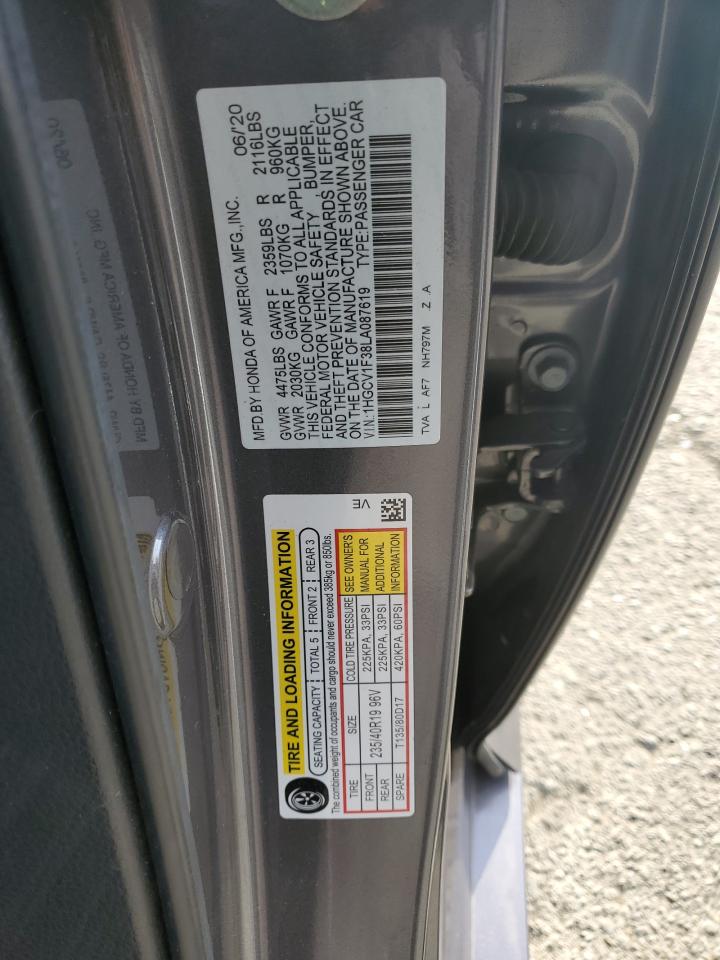 MFD BY HONDA OF AMERICA MFG.,INC. 06/'20
GVWR 4475LBS GAWR F 2359LBS R 2116LBS
GVWR 2030KG GAWR F 1070KG R 960KG
THIS VEHICLE CONFORMS TO ALL APPLICABLE
FEDERAL MOTOR VEHICLE SAFETY , BUMPER,
AND THEFT PREVENTION STANDARDS IN EFFECT
ON THE DATE OF MANUFACTURE SHOWN ABOVE.
V.I.N.:1HGCV1F38LA087619 TYPE:PASSENGER CAR
TVA L AF7 NH797M Z A
TIRE AND LOADING INFORMATION
SEATING CAPACITY TOTAL 5 FRONT 2 REAR 3
The combined weight of occupants and cargo should never exceed 385kg or 850lbs.
TIRE SIZE COLD TIRE PRESSURE SEE OWNER'S
FRONT 235/40R19 96V 225KPA, 33PSI MANUAL FOR
REAR 225KPA, 33PSI ADDITIONAL
SPARE T135/80D17 420KPA, 60PSI INFORMATION
VE